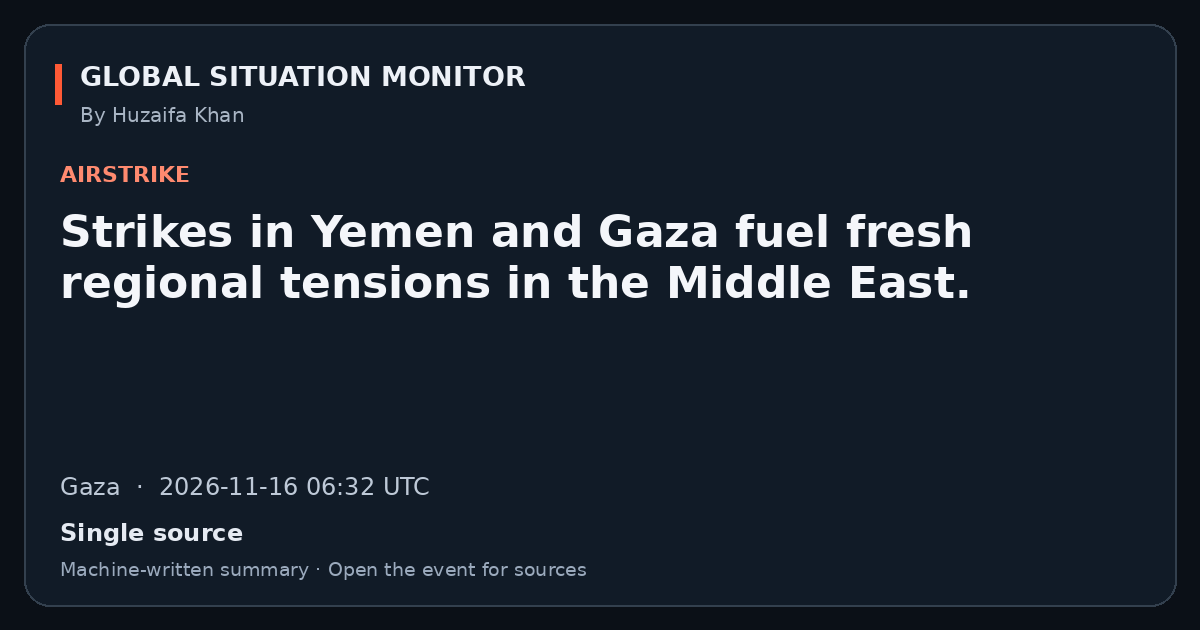 GLOBAL SITUATION MONITOR
By Huzaifa Khan
AIRSTRIKE
Strikes in Yemen and Gaza fuel fresh
regional tensions in the Middle East.
Gaza · 2026-11-16 06:32 UTC
Single source
Machine-written summary · Open the event for sources